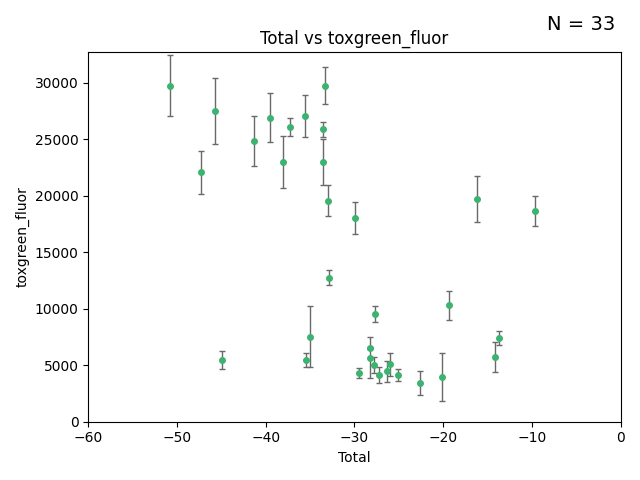 N = 33
Total vs toxgreen_fluor
30000
25000
20000
15000
10000
5000
0
toxgreen_fluor
−60 −50 −40 −30 −20 −10 0
Total